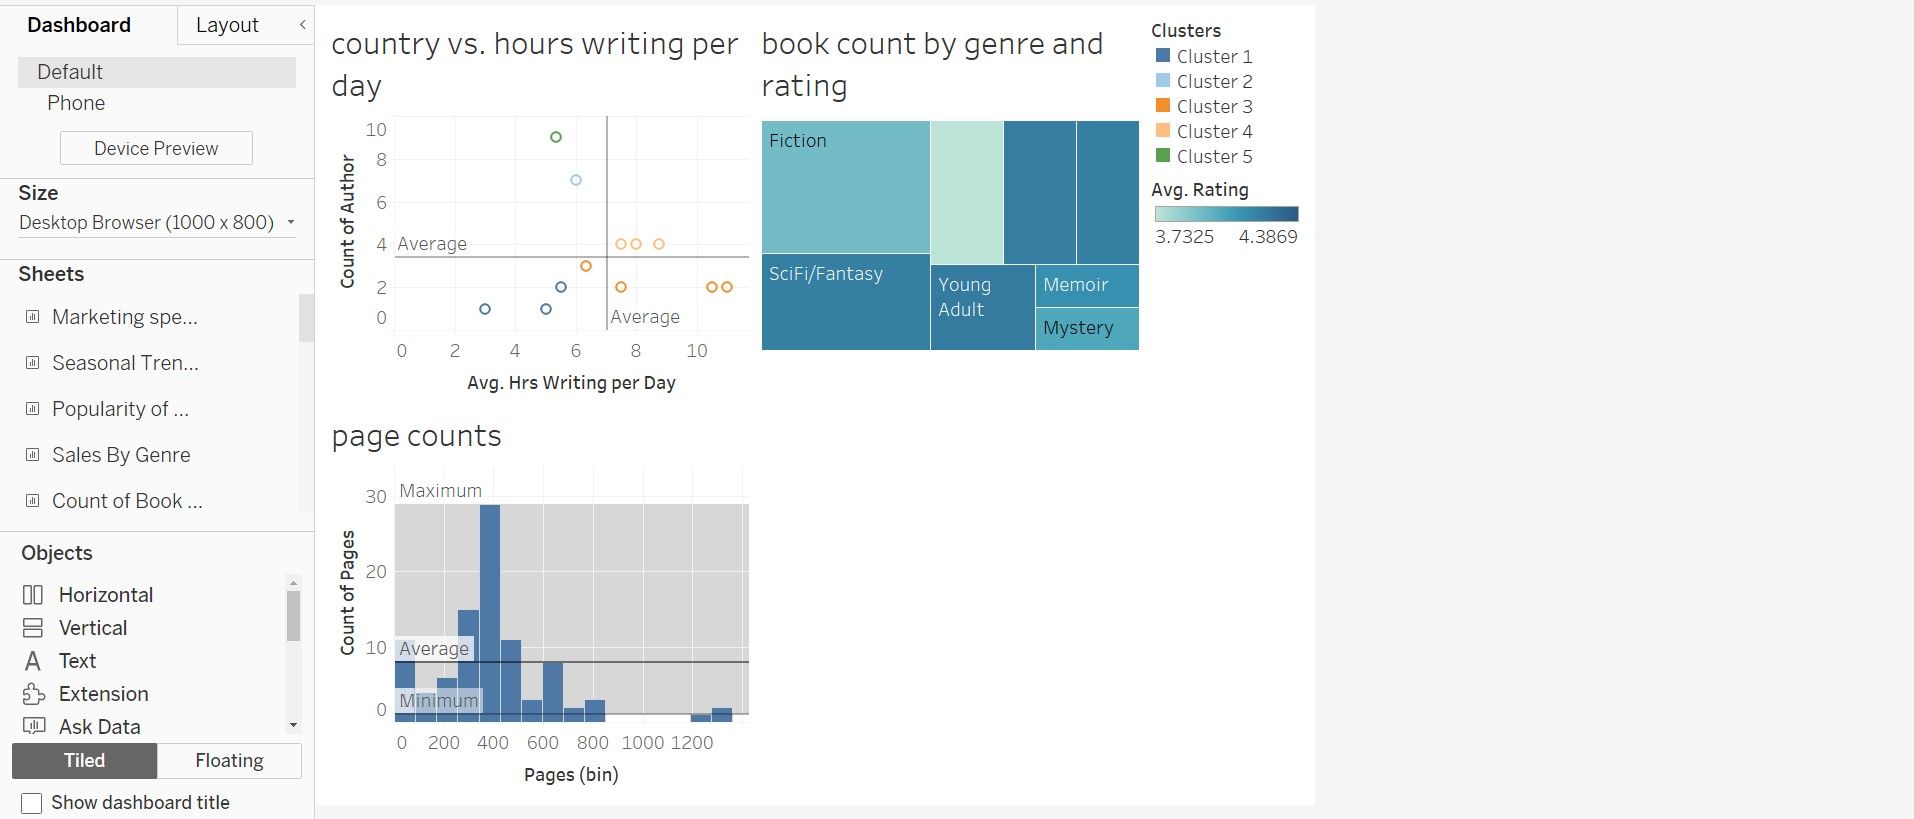 Dashboard
Layout
Default
Phone
Device Preview
Size
Desktop Browser (1000 x 800)
Sheets
Marketing spe...
Seasonal Tren...
Popularity of ...
Sales By Genre
Count of Book ...
Objects
Horizontal
Vertical
Text
Extension
Ask Data
Tiled
Floating
Show dashboard title
country vs. hours writing per
day
Count of Author
10
8
6
4
2
0
Average
Average
0 2 4 6 8 10
Avg. Hrs Writing per Day
book count by genre and
rating
Fiction
SciFi/Fantasy
Young
Adult
Memoir
Mystery
Clusters
Cluster 1
Cluster 2
Cluster 3
Cluster 4
Cluster 5
Avg. Rating
3.7325 4.3869
page counts
Count of Pages
30
20
10
0
Maximum
Average
Minimum
0 200 400 600 800 1000 1200
Pages (bin)